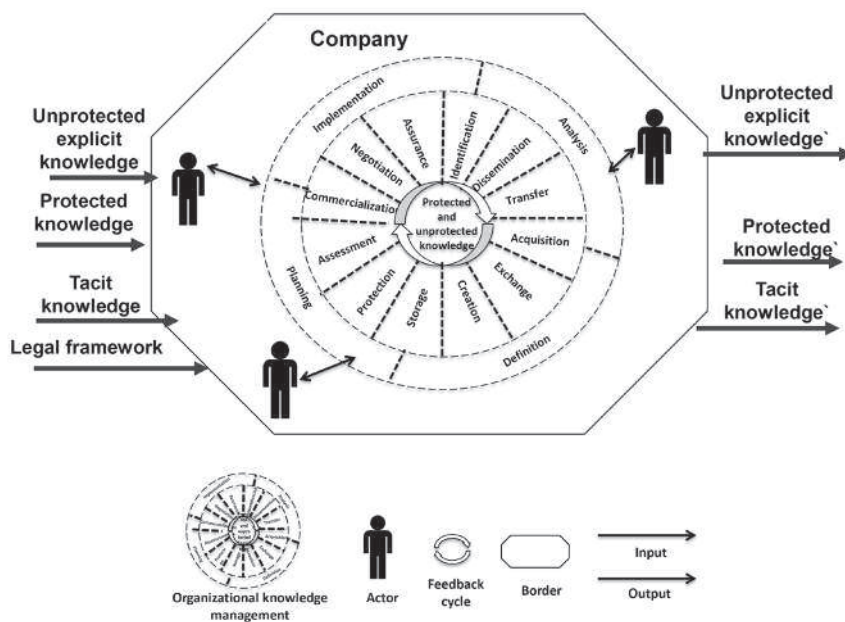 Company
Unprotected
explicit
knowledge
Protected
knowledge
Tacit
knowledge
Legal framework
Implementation
Analysis
Definition
Planning
Assurance
Identification
Dissemination
Transfer
Acquisition
Exchange
Creation
Storage
Protection
Assessment
Commercialization
Negotiation
Protected
and
unprotected
knowledge
Unprotected
explicit
knowledge`
Protected
knowledge`
Tacit
knowledge`
Organizational knowledge
management
Actor
Feedback
cycle
Border
Input
Output